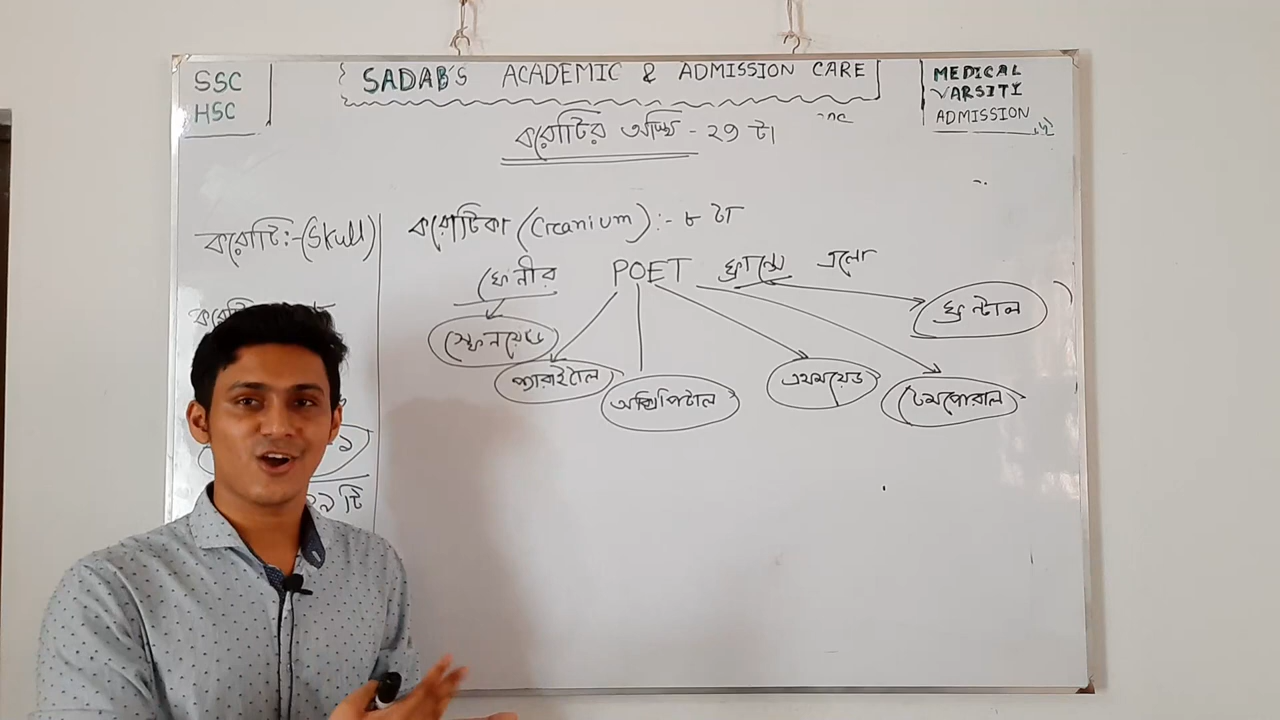 SSC
HSC
SADAB'S ACADEMIC & ADMISSION CARE
MEDICAL
VARSITY
ADMISSION
করোটির অস্থি - ২৯ টা
করোটি:-(Skull)
করোটিকা (Cranium):- ৮ টা
ফেনীর POET ফ্রান্সে এলো
স্ফেনয়েড
প্যারাইটাল
অক্সিপিটাল
এথময়েড
টেমপোরাল
ফ্রন্টাল